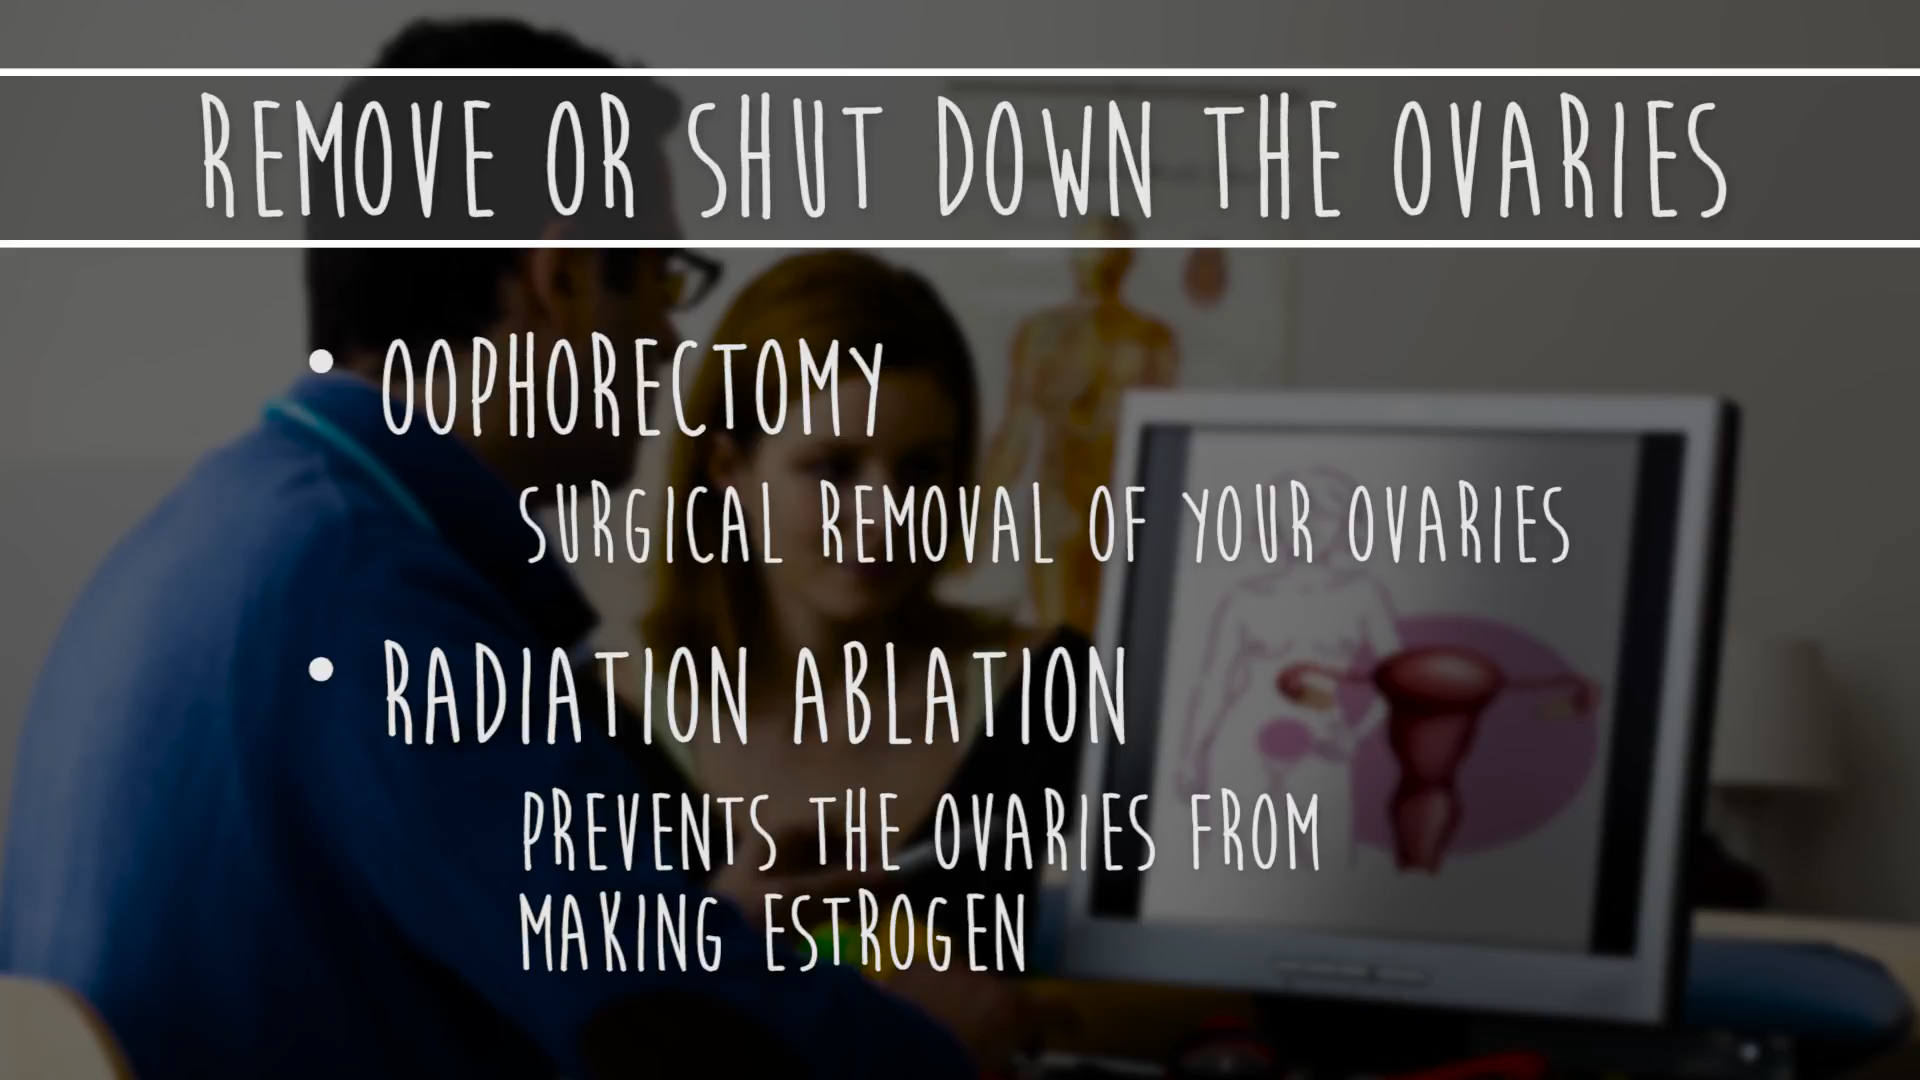 REMOVE OR SHUT DOWN THE OVARIES
• OOPHORECTOMY
SURGICAL REMOVAL OF YOUR OVARIES
• RADIATION ABLATION
PREVENTS THE OVARIES FROM
MAKING ESTROGEN